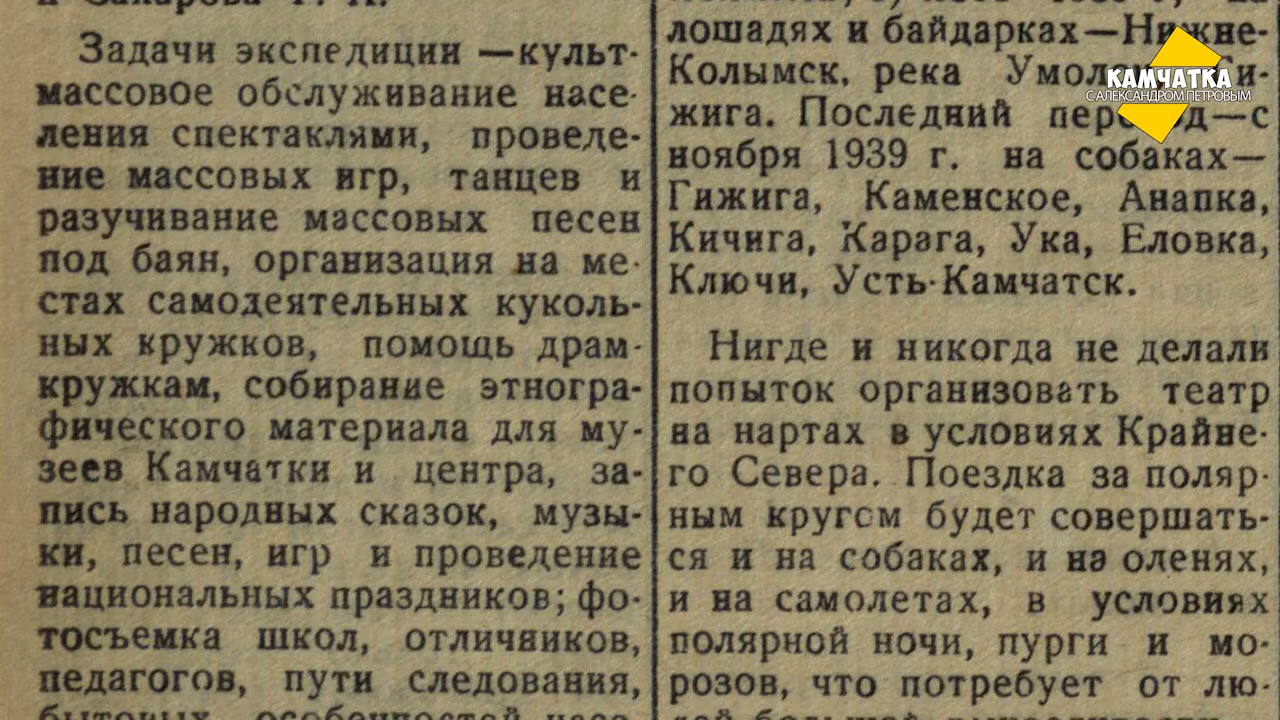 Задачи экспедиции —культ-
массовое обслуживание насе-
ления спектаклями, проведе-
ние массовых игр, танцев и
разучивание массовых песен
под баян, организация на ме-
стах самодеятельных куколь-
ных кружков, помощь драм-
кружкам, собирание этногра-
фического материала для му-
зеев Камчатки и центра, за-
пись народных сказок, музы-
ки, песен, игр и проведение
национальных праздников; фо-
тосъемка школ, отличников,
педагогов, пути следования,
бытовых особенностей
лошадях и байдарках—Нижне-
Колымск, река Ги-
жига. Последний —с
ноября 1939 г. на собаках—
Гижига, Каменское, Анапка,
Кичига, Карага, Ука, Еловка,
Ключи, Усть-Камчатск.
Нигде и никогда не делали
попыток организовать театр
на нартах в условиях Крайне-
го Севера. Поездка за поляр-
ным кругом будет совершать-
ся и на собаках, и на оленях,
и на самолетах, в условиях
полярной ночи, пурги и мо-
розов, что потребует от лю-
КАМЧАТКА
С АЛЕКСАНДРОМ ПЕТРОВЫМ